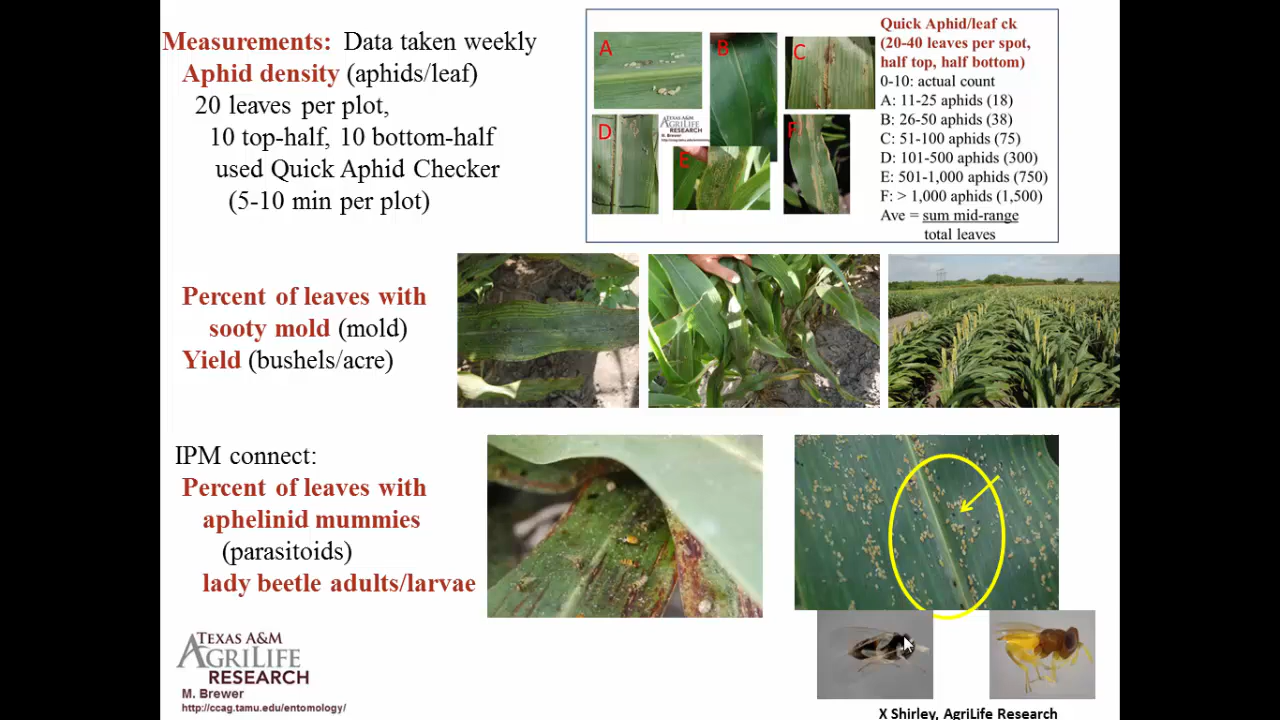 Measurements: Data taken weekly
Aphid density (aphids/leaf)
20 leaves per plot,
10 top-half, 10 bottom-half
used Quick Aphid Checker
(5-10 min per plot)
A
B
C
D
E
F
TEXAS A&M
AGRILIFE
RESEARCH
M. Brewer
Quick Aphid/leaf ck
(20-40 leaves per spot,
half top, half bottom)
0-10: actual count
A: 11-25 aphids (18)
B: 26-50 aphids (38)
C: 51-100 aphids (75)
D: 101-500 aphids (300)
E: 501-1,000 aphids (750)
F: > 1,000 aphids (1,500)
Ave = sum mid-range
total leaves
Percent of leaves with
sooty mold (mold)
Yield (bushels/acre)
IPM connect:
Percent of leaves with
aphelinid mummies
(parasitoids)
lady beetle adults/larvae
TEXAS A&M
AGRILIFE
RESEARCH
M. Brewer
http://ccag.tamu.edu/entomology/
X Shirley, AgriLife Research